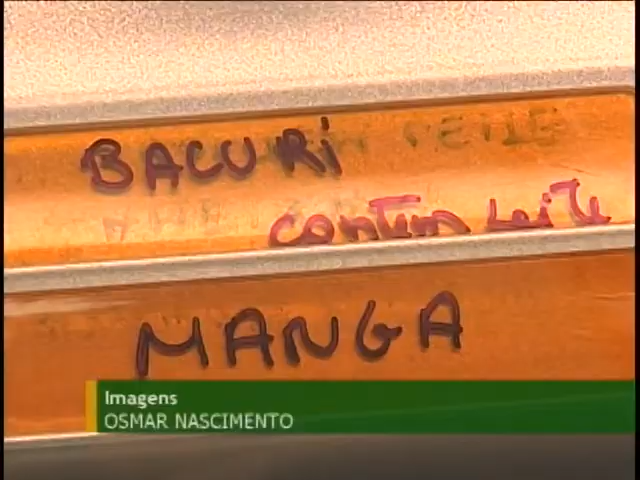 BACURi
contem Leite
MANGA
Imagens
OSMAR NASCIMENTO